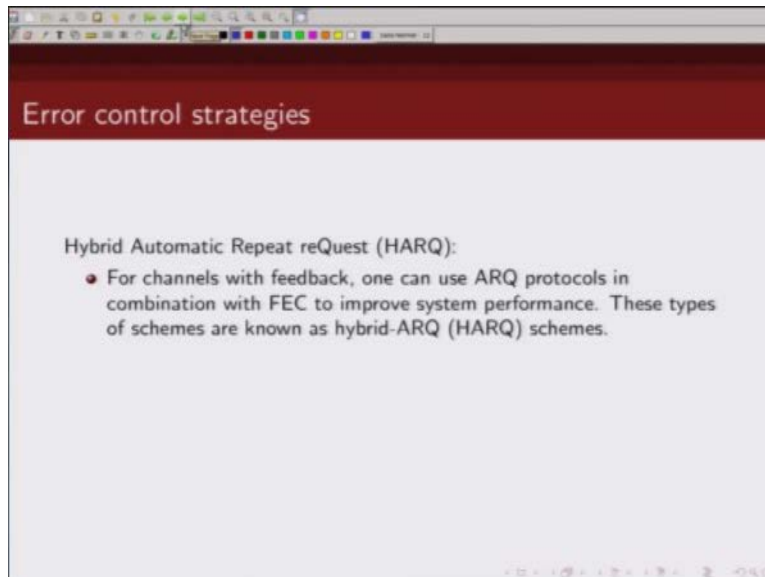 Error control strategies
Hybrid Automatic Repeat reQuest (HARQ):
For channels with feedback, one can use ARQ protocols in
combination with FEC to improve system performance. These types
of schemes are known as hybrid-ARQ (HARQ) schemes.